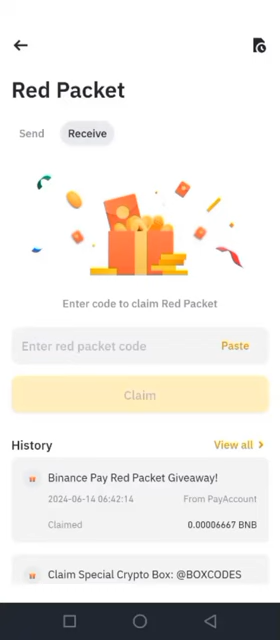 Red Packet
Send Receive
Enter code to claim Red Packet
Enter red packet code Paste
Claim
History View all
Binance Pay Red Packet Giveaway!
2024-06-14 06:42:14 From PayAccount
Claimed 0.00006667 BNB
Claim Special Crypto Box: @BOXCODES